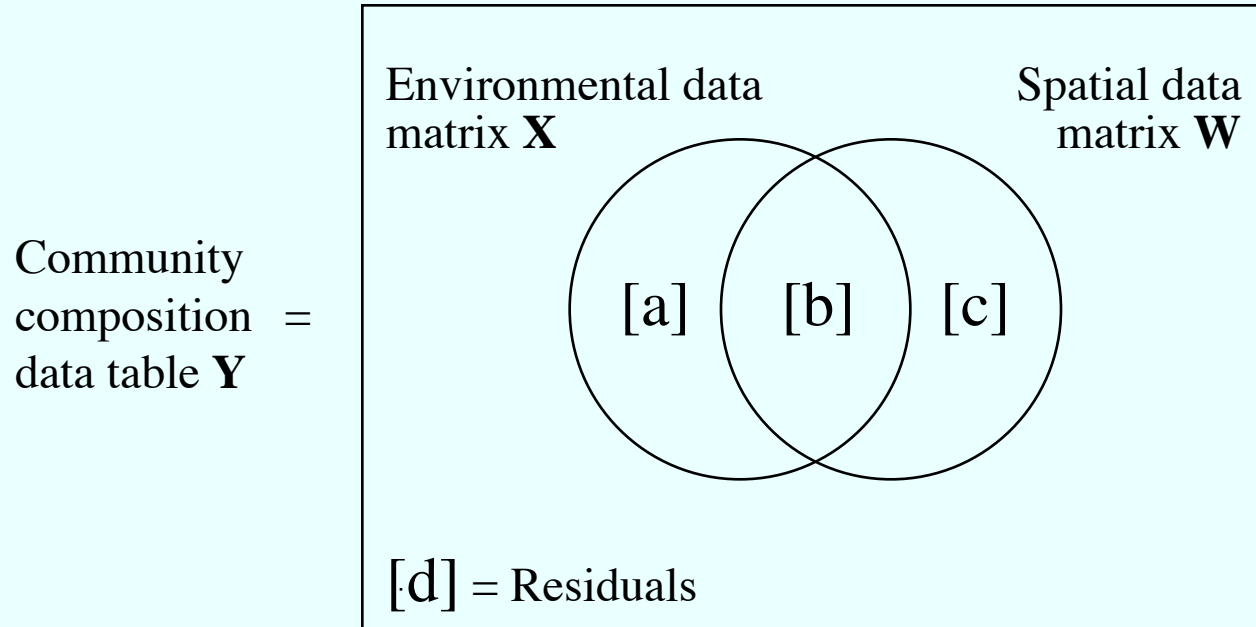 Environmental data
matrix X
Spatial data
matrix W
Community
composition =
data table Y
[a] [b] [c]
[d] = Residuals